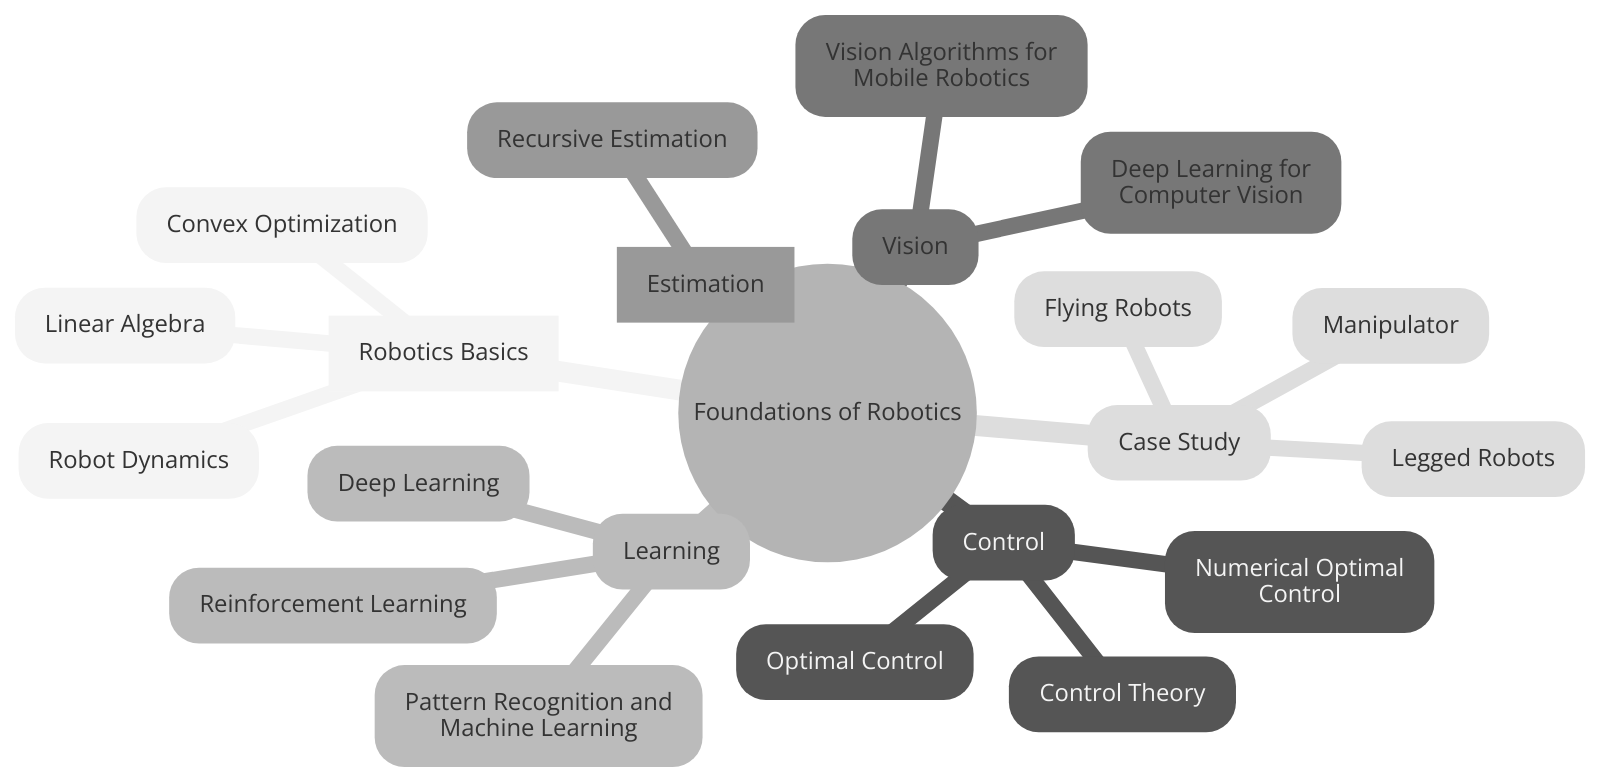 Vision Algorithms for
Mobile Robotics
Recursive Estimation
Deep Learning for
Computer Vision
Convex Optimization
Vision
Estimation
Flying Robots
Manipulator
Linear Algebra
Robotics Basics
Foundations of Robotics
Case Study
Legged Robots
Robot Dynamics
Deep Learning
Learning
Control
Numerical Optimal
Control
Reinforcement Learning
Optimal Control
Control Theory
Pattern Recognition and
Machine Learning